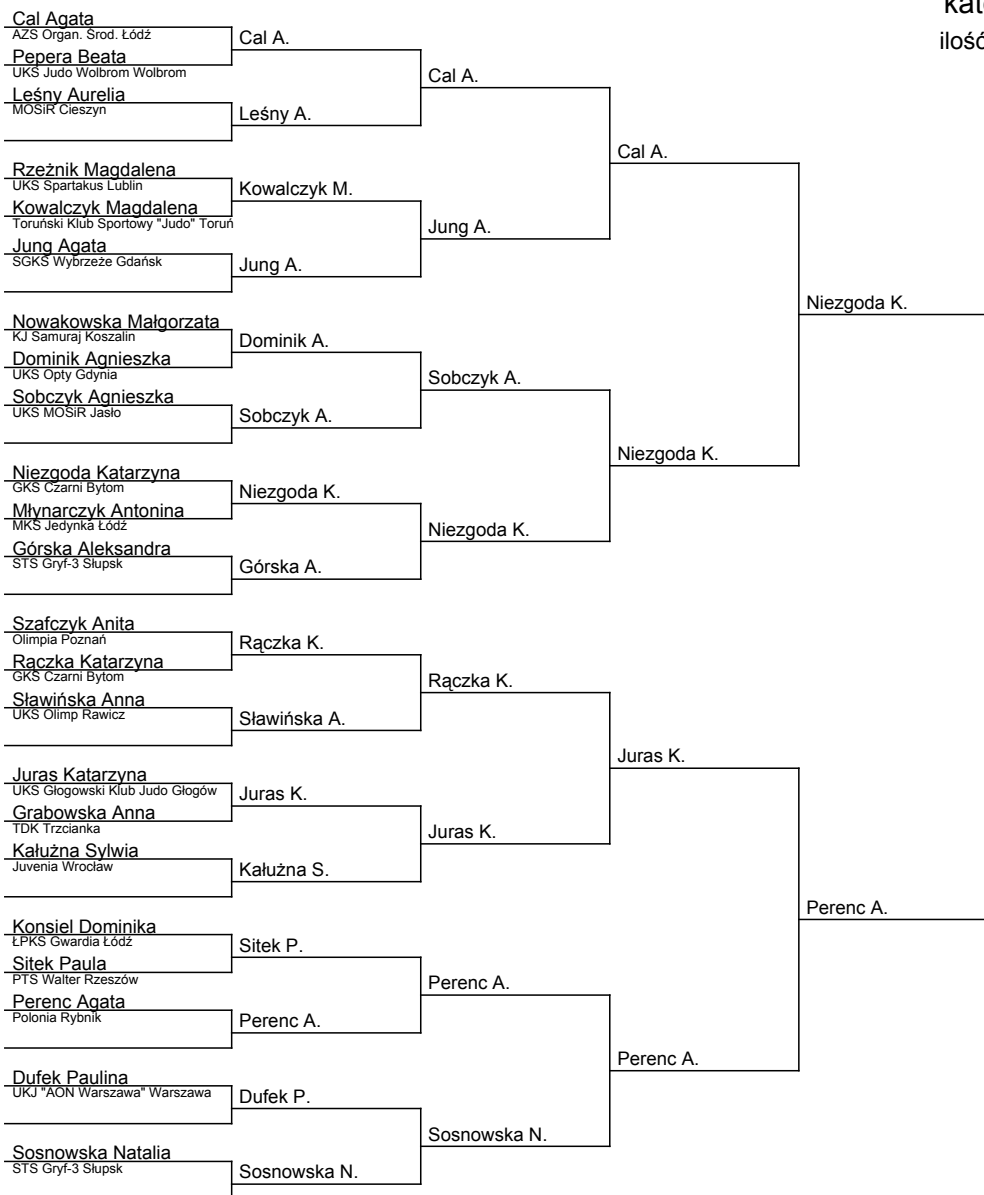 kat
ilość
Cal Agata
AZS Organ. Środ. Łódź
Pepera Beata
UKS Judo Wolbrom Wolbrom
Leśny Aurelia
MOSiR Cieszyn
Rzeźnik Magdalena
UKS Spartakus Lublin
Kowalczyk Magdalena
Toruński Klub Sportowy "Judo" Toruń
Jung Agata
SGKS Wybrzeże Gdańsk
Nowakowska Małgorzata
KJ Samuraj Koszalin
Dominik Agnieszka
UKS Opty Gdynia
Sobczyk Agnieszka
UKS MOSiR Jasło
Niezgoda Katarzyna
GKS Czarni Bytom
Młynarczyk Antonina
MKS Jedynka Łódź
Górska Aleksandra
STS Gryf-3 Słupsk
Szafczyk Anita
Olimpia Poznań
Rączka Katarzyna
GKS Czarni Bytom
Sławińska Anna
UKS Olimp Rawicz
Juras Katarzyna
UKS Głogowski Klub Judo Głogów
Grabowska Anna
TDK Trzcianka
Kałużna Sylwia
Juvenia Wrocław
Konsiel Dominika
ŁPKS Gwardia Łódź
Sitek Paula
PTS Walter Rzeszów
Perenc Agata
Polonia Rybnik
Dufek Paulina
UKJ "AON Warszawa" Warszawa
Sosnowska Natalia
STS Gryf-3 Słupsk
Cal A.
Leśny A.
Kowalczyk M.
Jung A.
Dominik A.
Sobczyk A.
Niezgoda K.
Górska A.
Rączka K.
Sławińska A.
Juras K.
Kałużna S.
Sitek P.
Perenc A.
Dufek P.
Sosnowska N.
Cal A.
Jung A.
Sobczyk A.
Niezgoda K.
Rączka K.
Juras K.
Perenc A.
Sosnowska N.
Cal A.
Niezgoda K.
Juras K.
Perenc A.
Niezgoda K.
Perenc A.